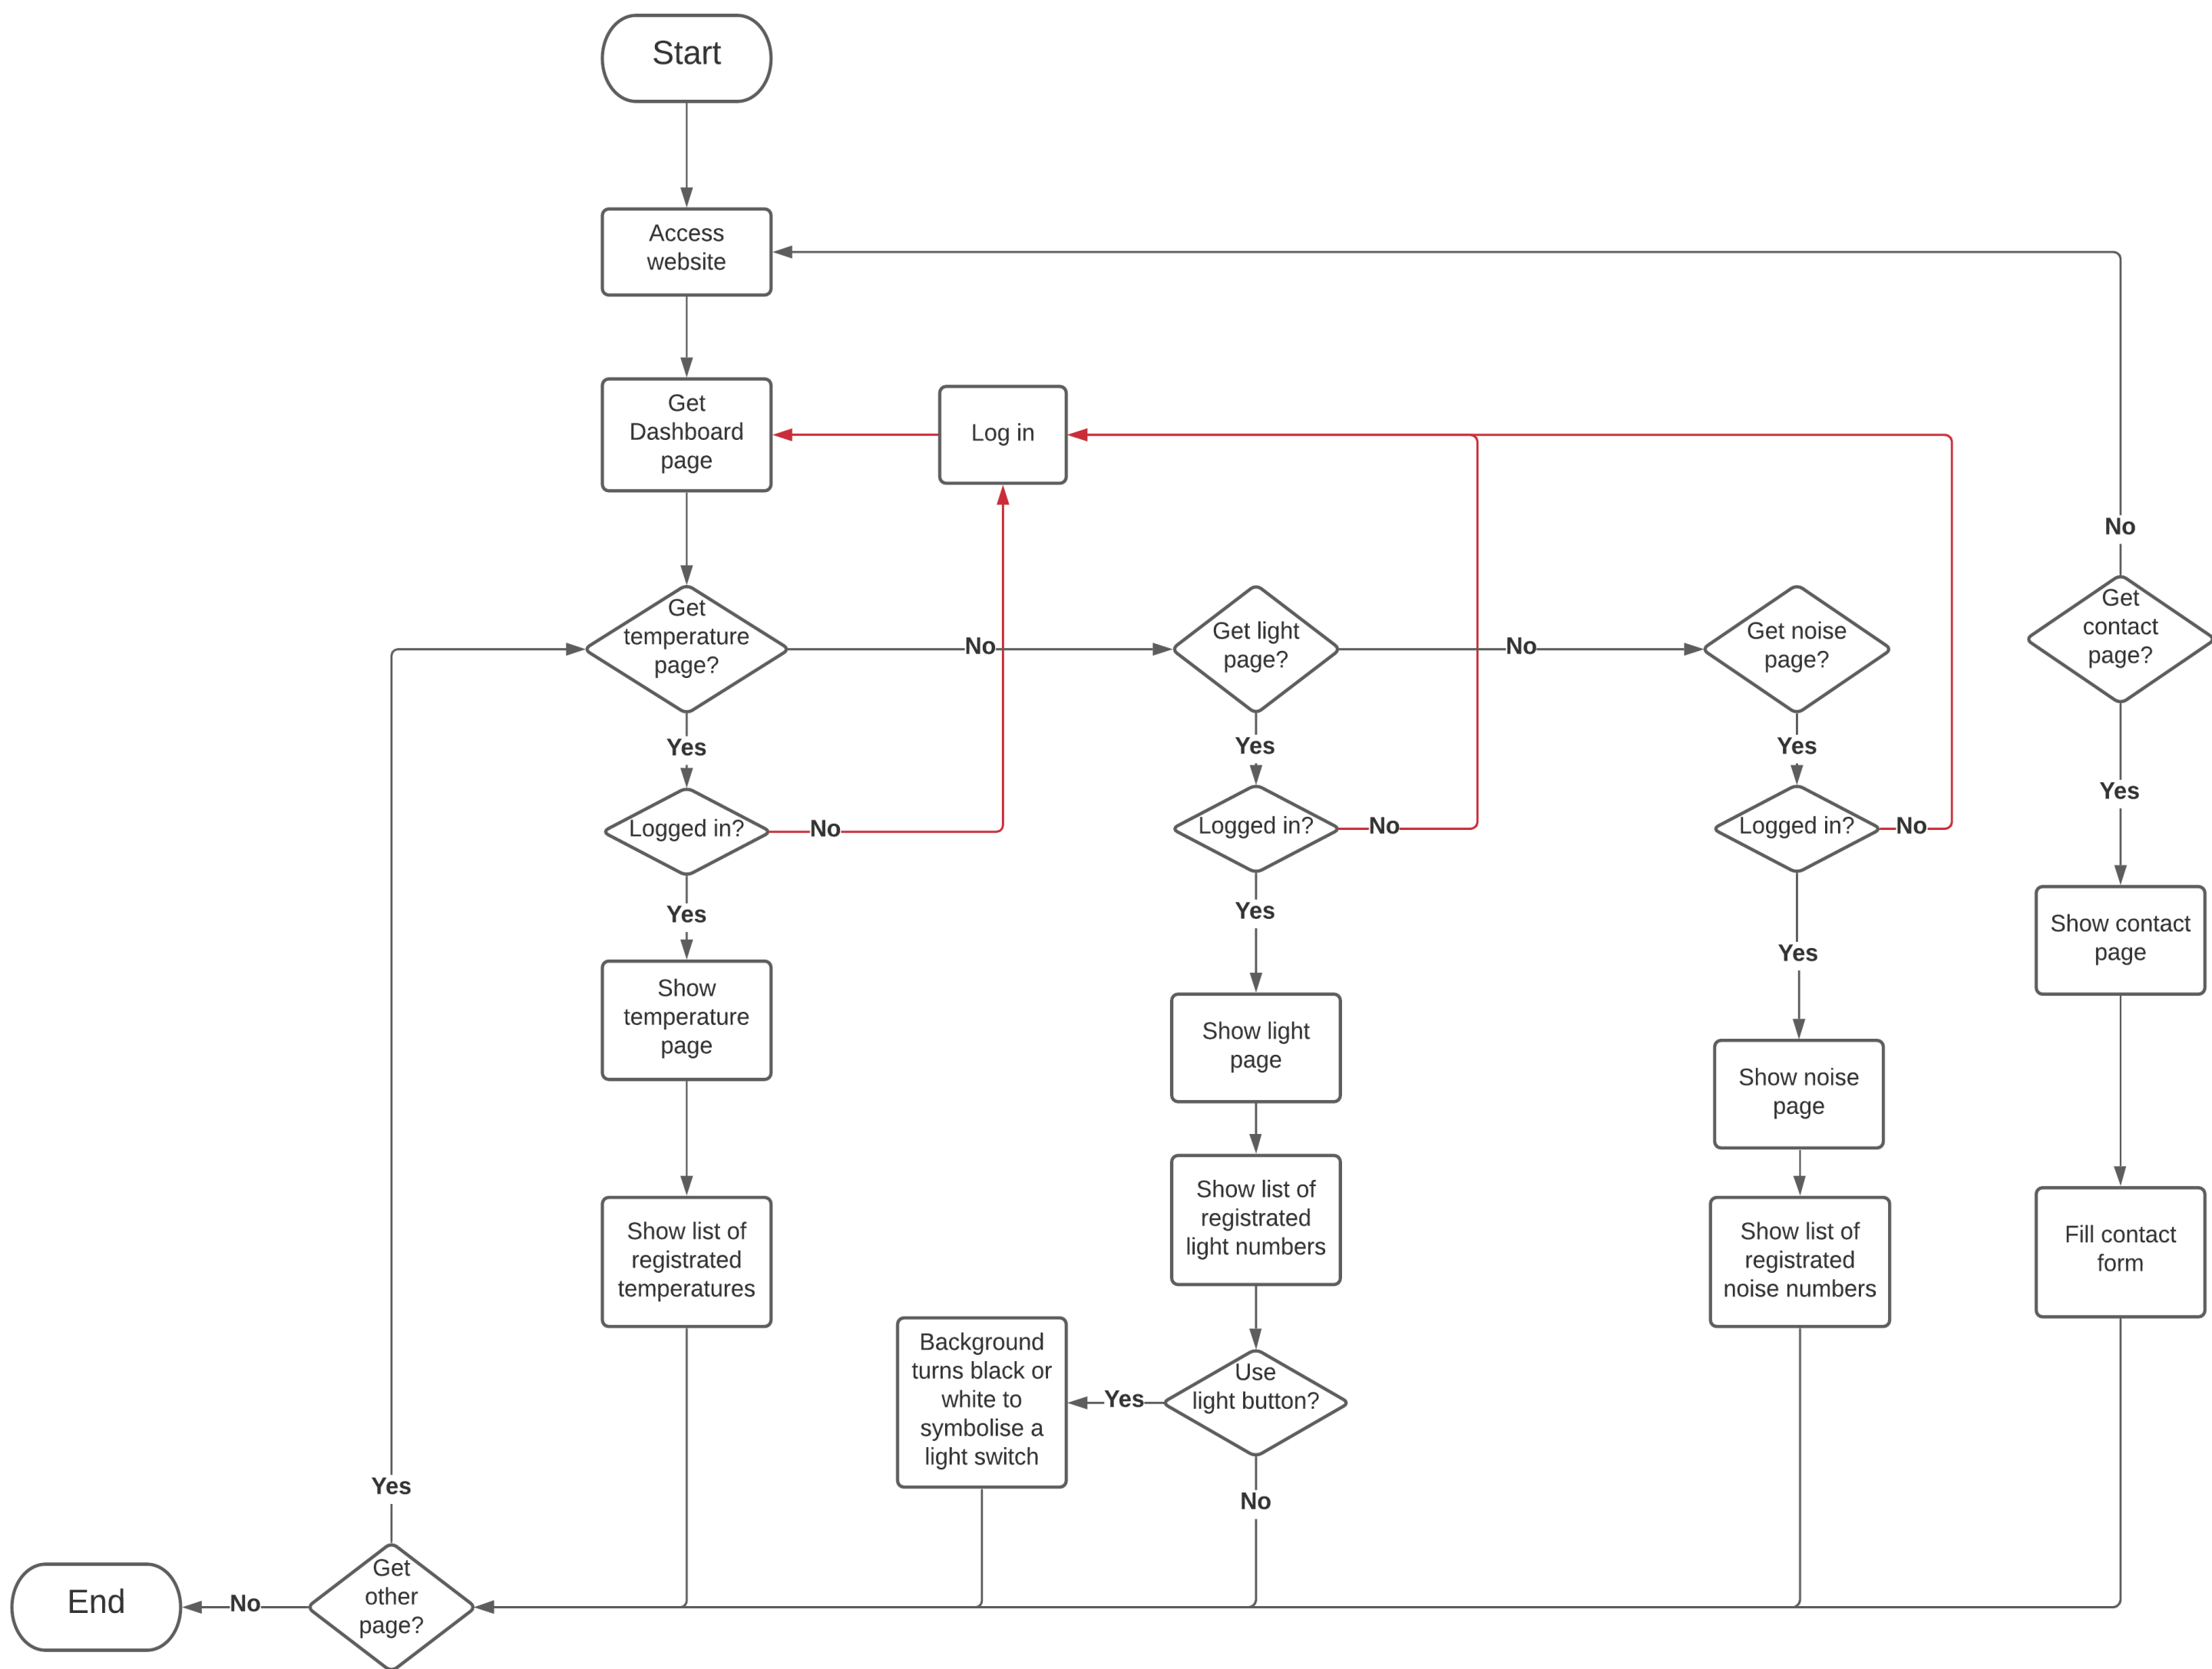 Start
Access
website
Get
Dashboard
page
Log in
No
Get
temperature
page?
No
Get light
page?
No
Get noise
page?
Get
contact
page?
Yes
Yes
Yes
Yes
Logged in?
No
Logged in?
No
Logged in?
No
Yes
Yes
Yes
Show contact
page
Show
temperature
page
Show light
page
Show noise
page
Show list of
registrated
temperatures
Show list of
registrated
light numbers
Show list of
registrated
noise numbers
Fill contact
form
Background
turns black or
white to
symbolise a
light switch
Yes
Use
light button?
Yes
No
End
No
Get
other
page?